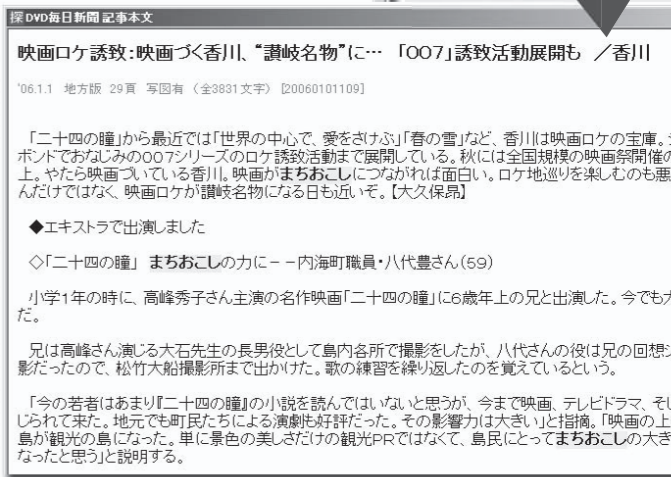 探DVD毎日新聞記事本文
映画ロケ誘致:映画づく香川、“讃岐名物”に… 「007」誘致活動展開も ／香川
'06.1.1 地方版 29頁 写図有 (全3831文字) [20060101109]
「二十四の瞳」から最近では「世界の中心で、愛をさけぶ」「春の雪」など、香川は映画ロケの宝庫。
ボンドでおなじみの007シリーズのロケ誘致活動まで展開している。秋には全国規模の映画祭開催の
上。やたら映画づいている香川。映画がまちおこしにつながれば面白い。ロケ地巡りを楽しむのも悪
んだけではなく、映画ロケが讃岐名物になる日も近いぞ。【大久保昂】
◆エキストラで出演しました
◇「二十四の瞳」 まちおこしの力に－－内海町職員・八代豊さん(59)
小学1年の時に、高峰秀子さん主演の名作映画「二十四の瞳」に6歳年上の兄と出演した。今でも
だ。
兄は高峰さん演じる大石先生の長男役として島内各所で撮影をしたが、八代さんの役は兄の回想
影だったので、松竹大船撮影所まで出かけた。歌の練習を繰り返したのを覚えているという。
「今の若者はあまり『二十四の瞳』の小説を読んではいないと思うが、今まで映画、テレビドラマ、そ
じられて来た。地元でも町民たちによる演劇も好評だった。その影響力は大きい」と指摘。「映画の上
島が観光の島になった。単に景色の美しさだけの観光PRではなくて、島民にとってまちおこしの大き
なったと思う」と説明する。